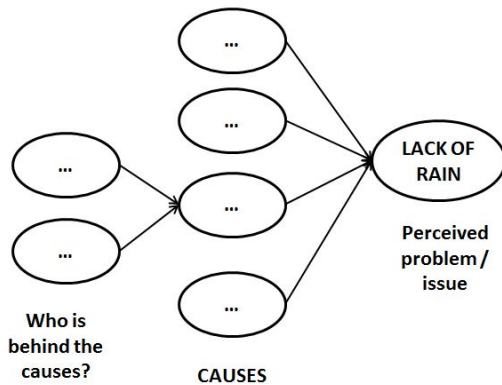 ...
...
...
...
...
...
LACK OF
RAIN
Perceived
problem /
issue
Who is
behind the
causes?
CAUSES